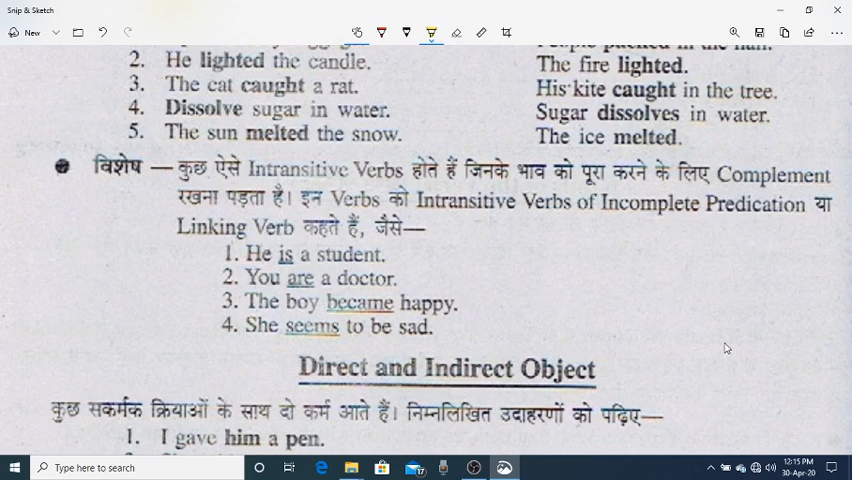 Snip & Sketch
New
2. He lighted the candle.
The fire lighted.
3. The cat caught a rat.
His kite caught in the tree.
4. Dissolve sugar in water.
Sugar dissolves in water.
5. The sun melted the snow.
The ice melted.
विशेष — कुछ ऐसे Intransitive Verbs होते हैं जिनके भाव को पूरा करने के लिए Complement
रखना पड़ता है। इन Verbs को Intransitive Verbs of Incomplete Predication या
Linking Verb कहते हैं, जैसे—
1. He is a student.
2. You are a doctor.
3. The boy became happy.
4. She seems to be sad.
Direct and Indirect Object
कुछ सकर्मक क्रियाओं के साथ दो कर्म आते हैं। निम्नलिखित उदाहरणों को पढ़िए—
1. I gave him a pen.
Type here to search
17
12:15 PM
30-Apr-20